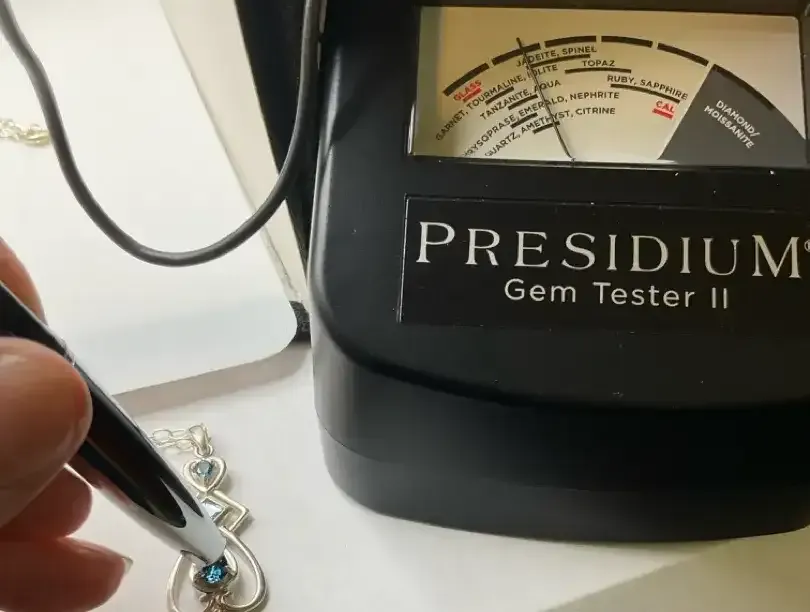 JADEITE, SPINEL
GLASS
GARNET, TOURMALINE, IOLITE
TOPAZ
TANZANITE, AQUA
RUBY, SAPPHIRE
CHRYSOPRASE, EMERALD, NEPHRITE
CAL
QUARTZ, AMETHYST, CITRINE
DIAMOND/
MOISSANITE
PRESIDIUM®
Gem Tester II